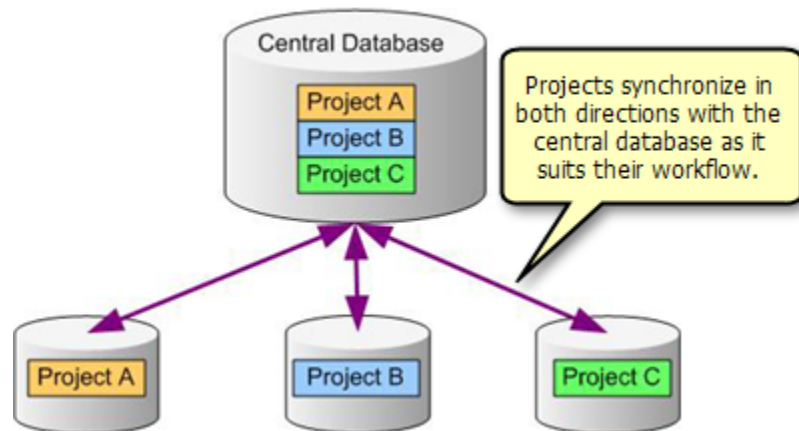 Central Database
Project A
Project B
Project C
Projects synchronize in
both directions with the
central database as it
suits their workflow.
Project A
Project B
Project C